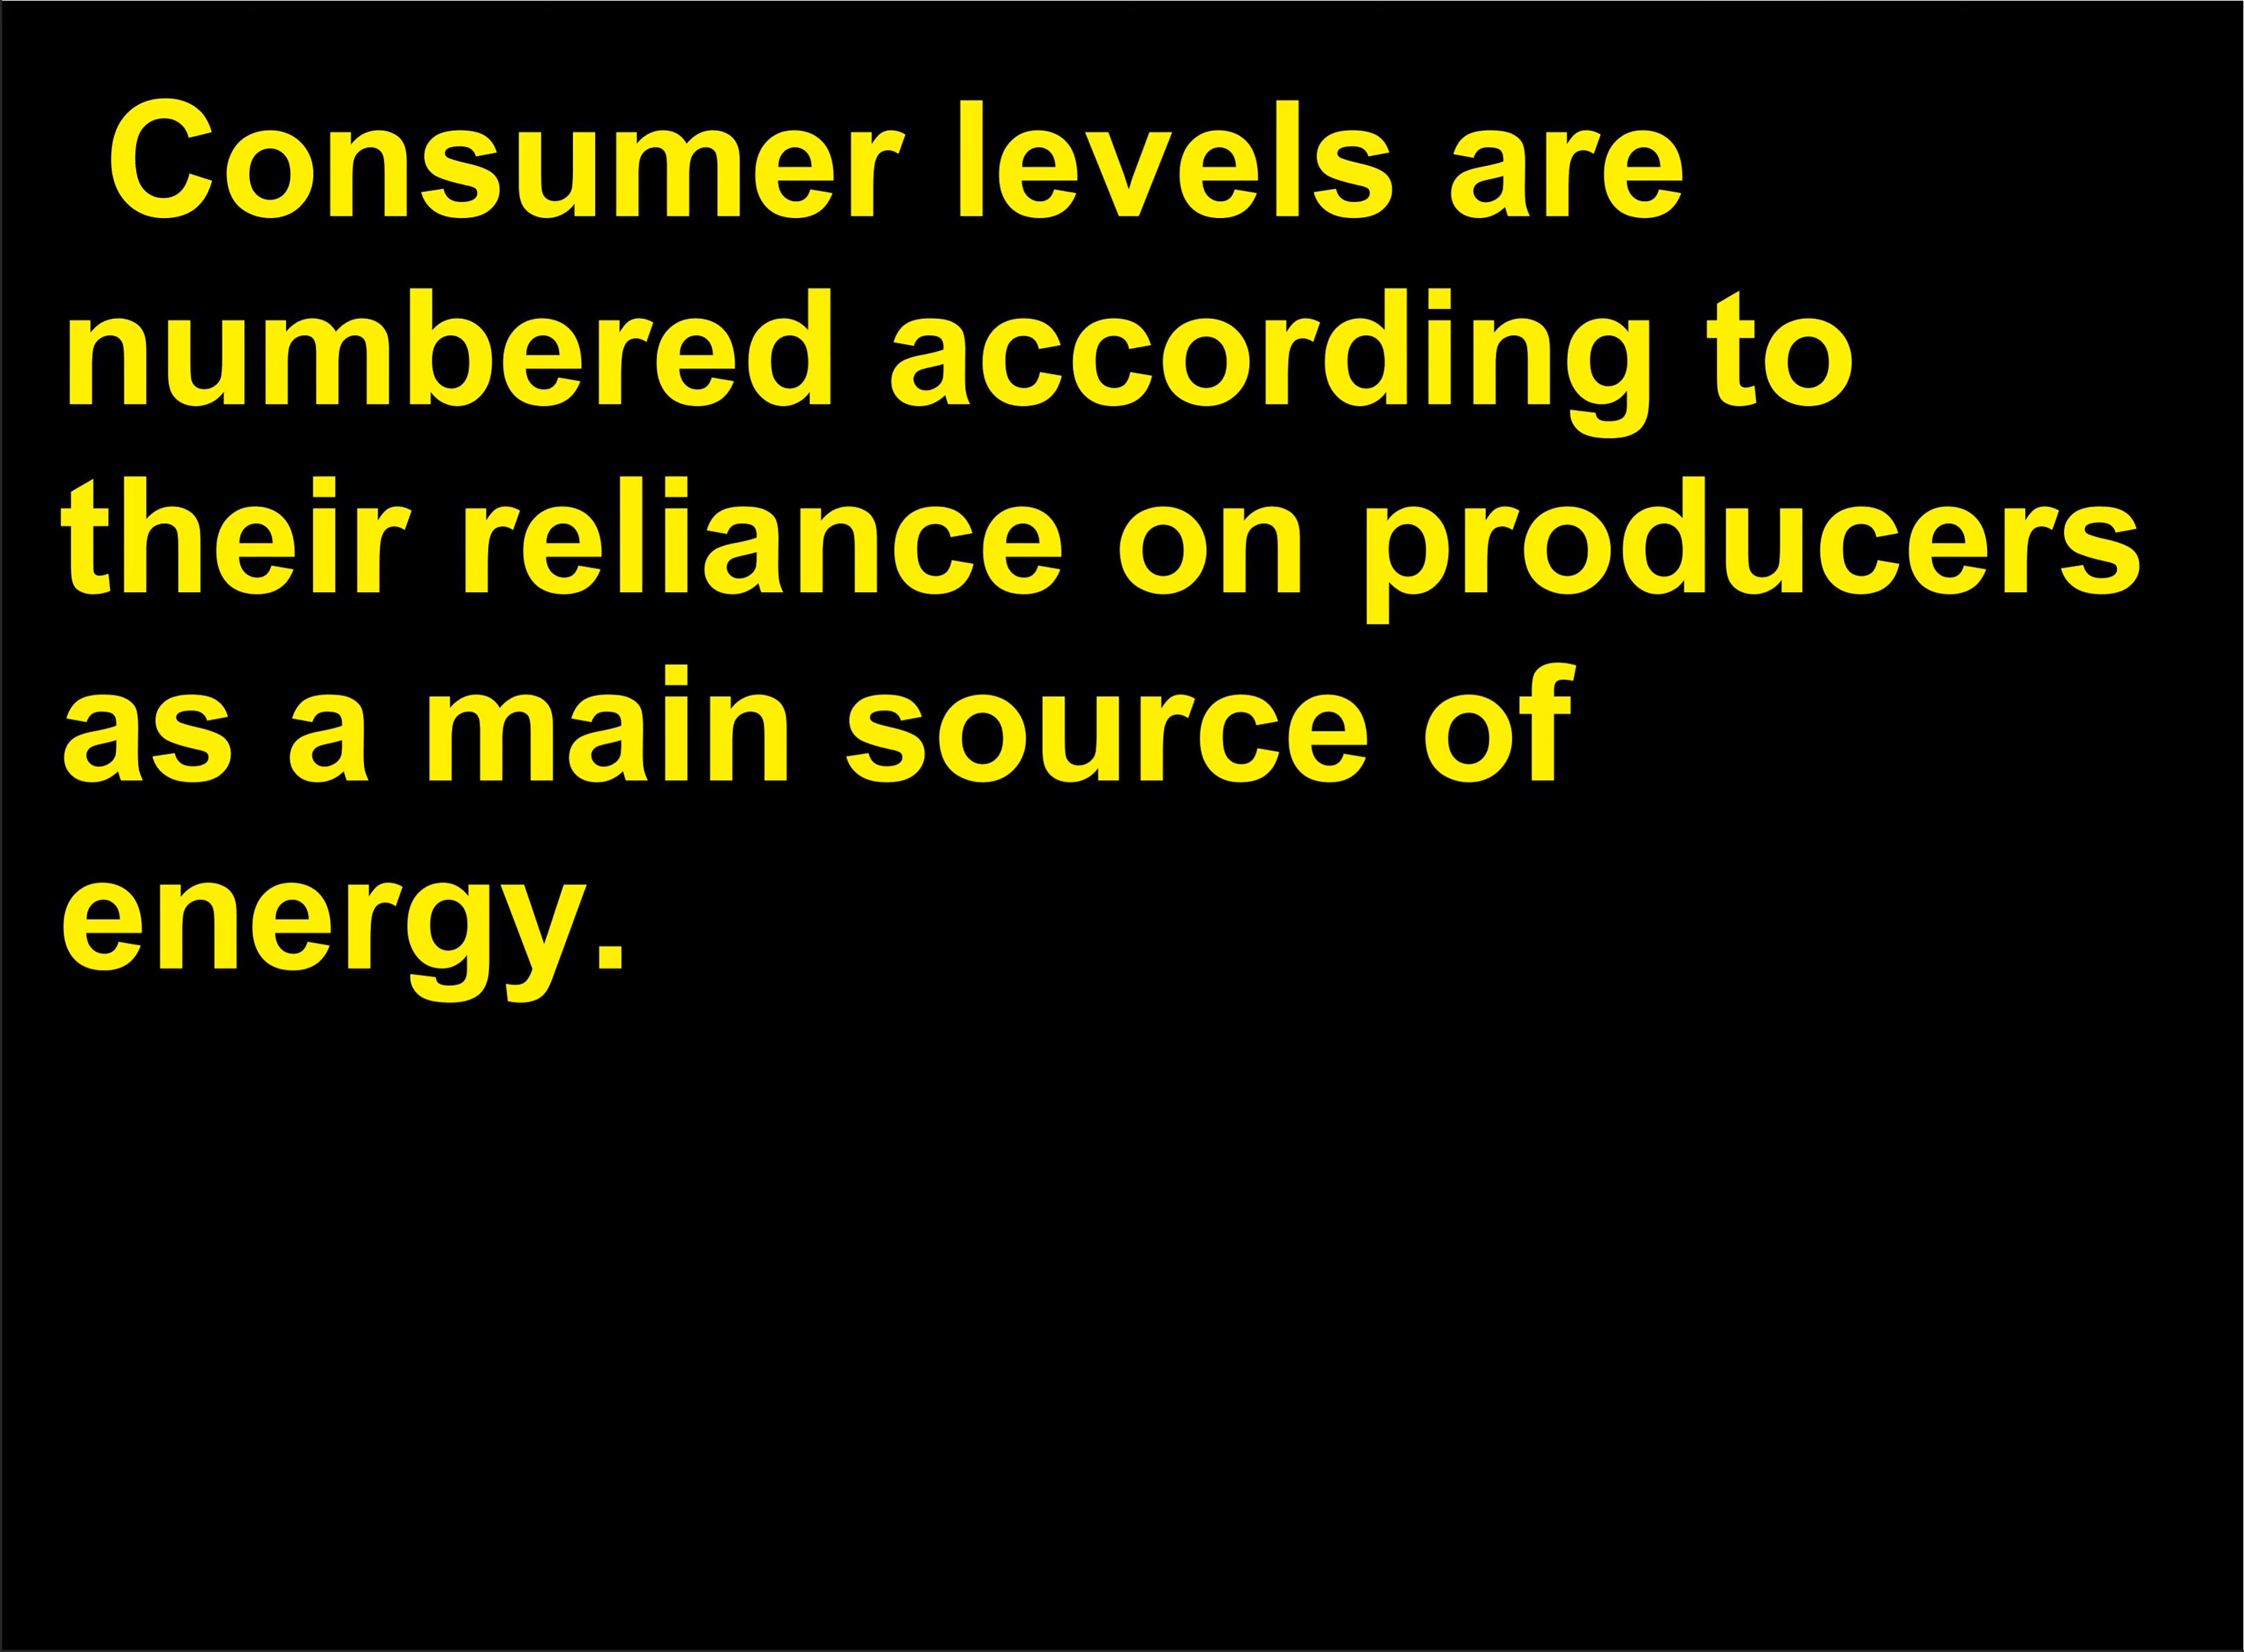 Consumer levels are
numbered according to
their reliance on producers
as a main source of
energy.